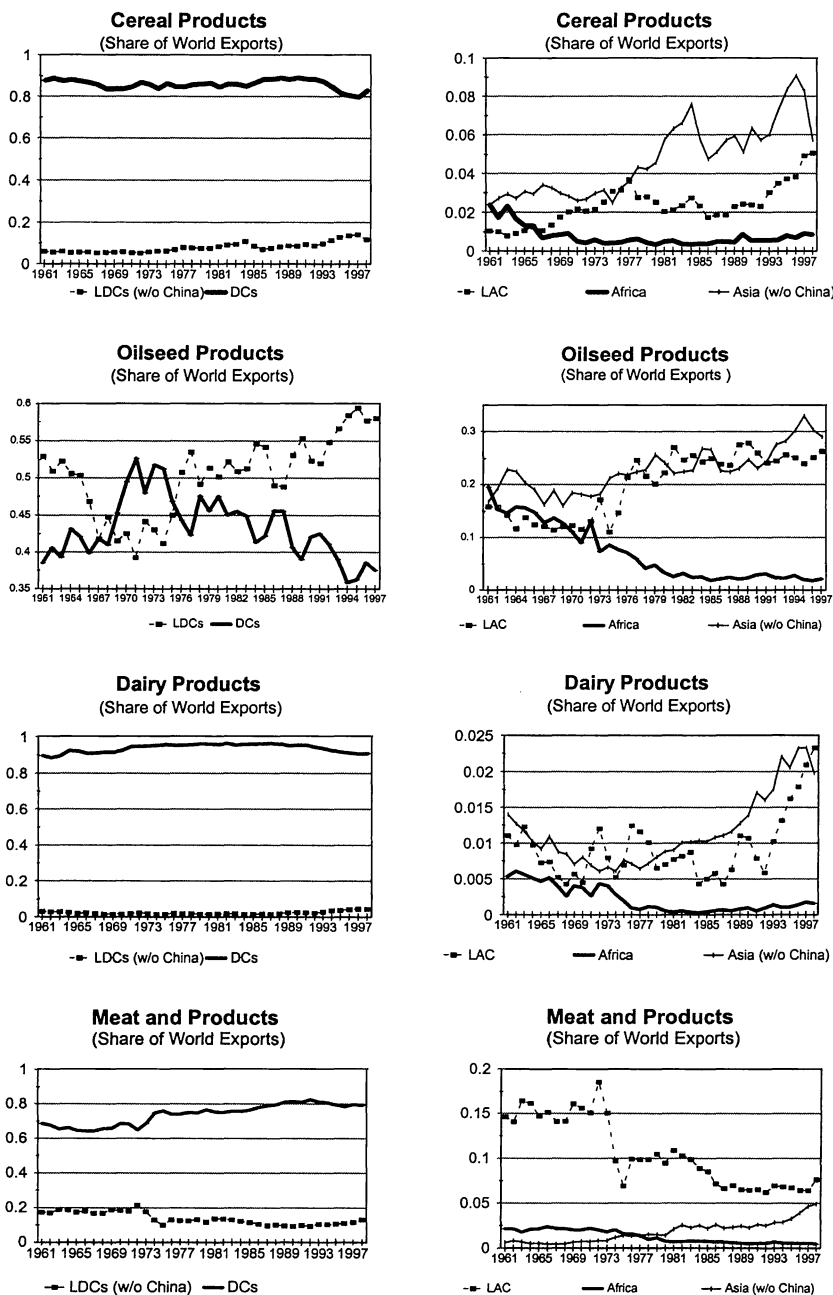 Cereal Products
(Share of World Exports)
1
0.8
0.6
0.4
0.2
0
1961 1965 1969 1973 1977 1981 1985 1989 1993 1997
LDCs (w/o China) DCs
Cereal Products
(Share of World Exports)
0.1
0.08
0.06
0.04
0.02
0
1961 1965 1969 1973 1977 1981 1985 1989 1993 1997
LAC Africa Asia (w/o China)
Oilseed Products
(Share of World Exports)
0.6
0.55
0.5
0.45
0.4
0.35
1961 1954 1967 1970 1973 1976 1979 1982 1985 1988 1991 1994 1997
LDCs DCs
Oilseed Products
(Share of World Exports )
0.3
0.2
0.1
0
1961 1964 1967 1970 1973 1976 1979 1982 1985 1988 1991 1994 1997
LAC Africa Asia (w/o China)
Dairy Products
(Share of World Exports)
1
0.8
0.6
0.4
0.2
0
1961 1965 1969 1973 1977 1981 1985 1989 1993 1997
LDCs (w/o China) DCs
Dairy Products
(Share of World Exports)
0.025
0.02
0.015
0.01
0.005
0
1961 1965 1969 1973 1977 1981 1985 1989 1993 1997
LAC Africa Asia (w/o China)
Meat and Products
(Share of World Exports)
1
0.8
0.6
0.4
0.2
0
1961 1965 1969 1973 1977 1981 1985 1989 1993 1997
LDCs (w/o China) DCs
Meat and Products
(Share of World Exports)
0.2
0.15
0.1
0.05
0
1961 1965 1969 1973 1977 1981 1985 1989 1993 1997
LAC Africa Asia (w/o China)